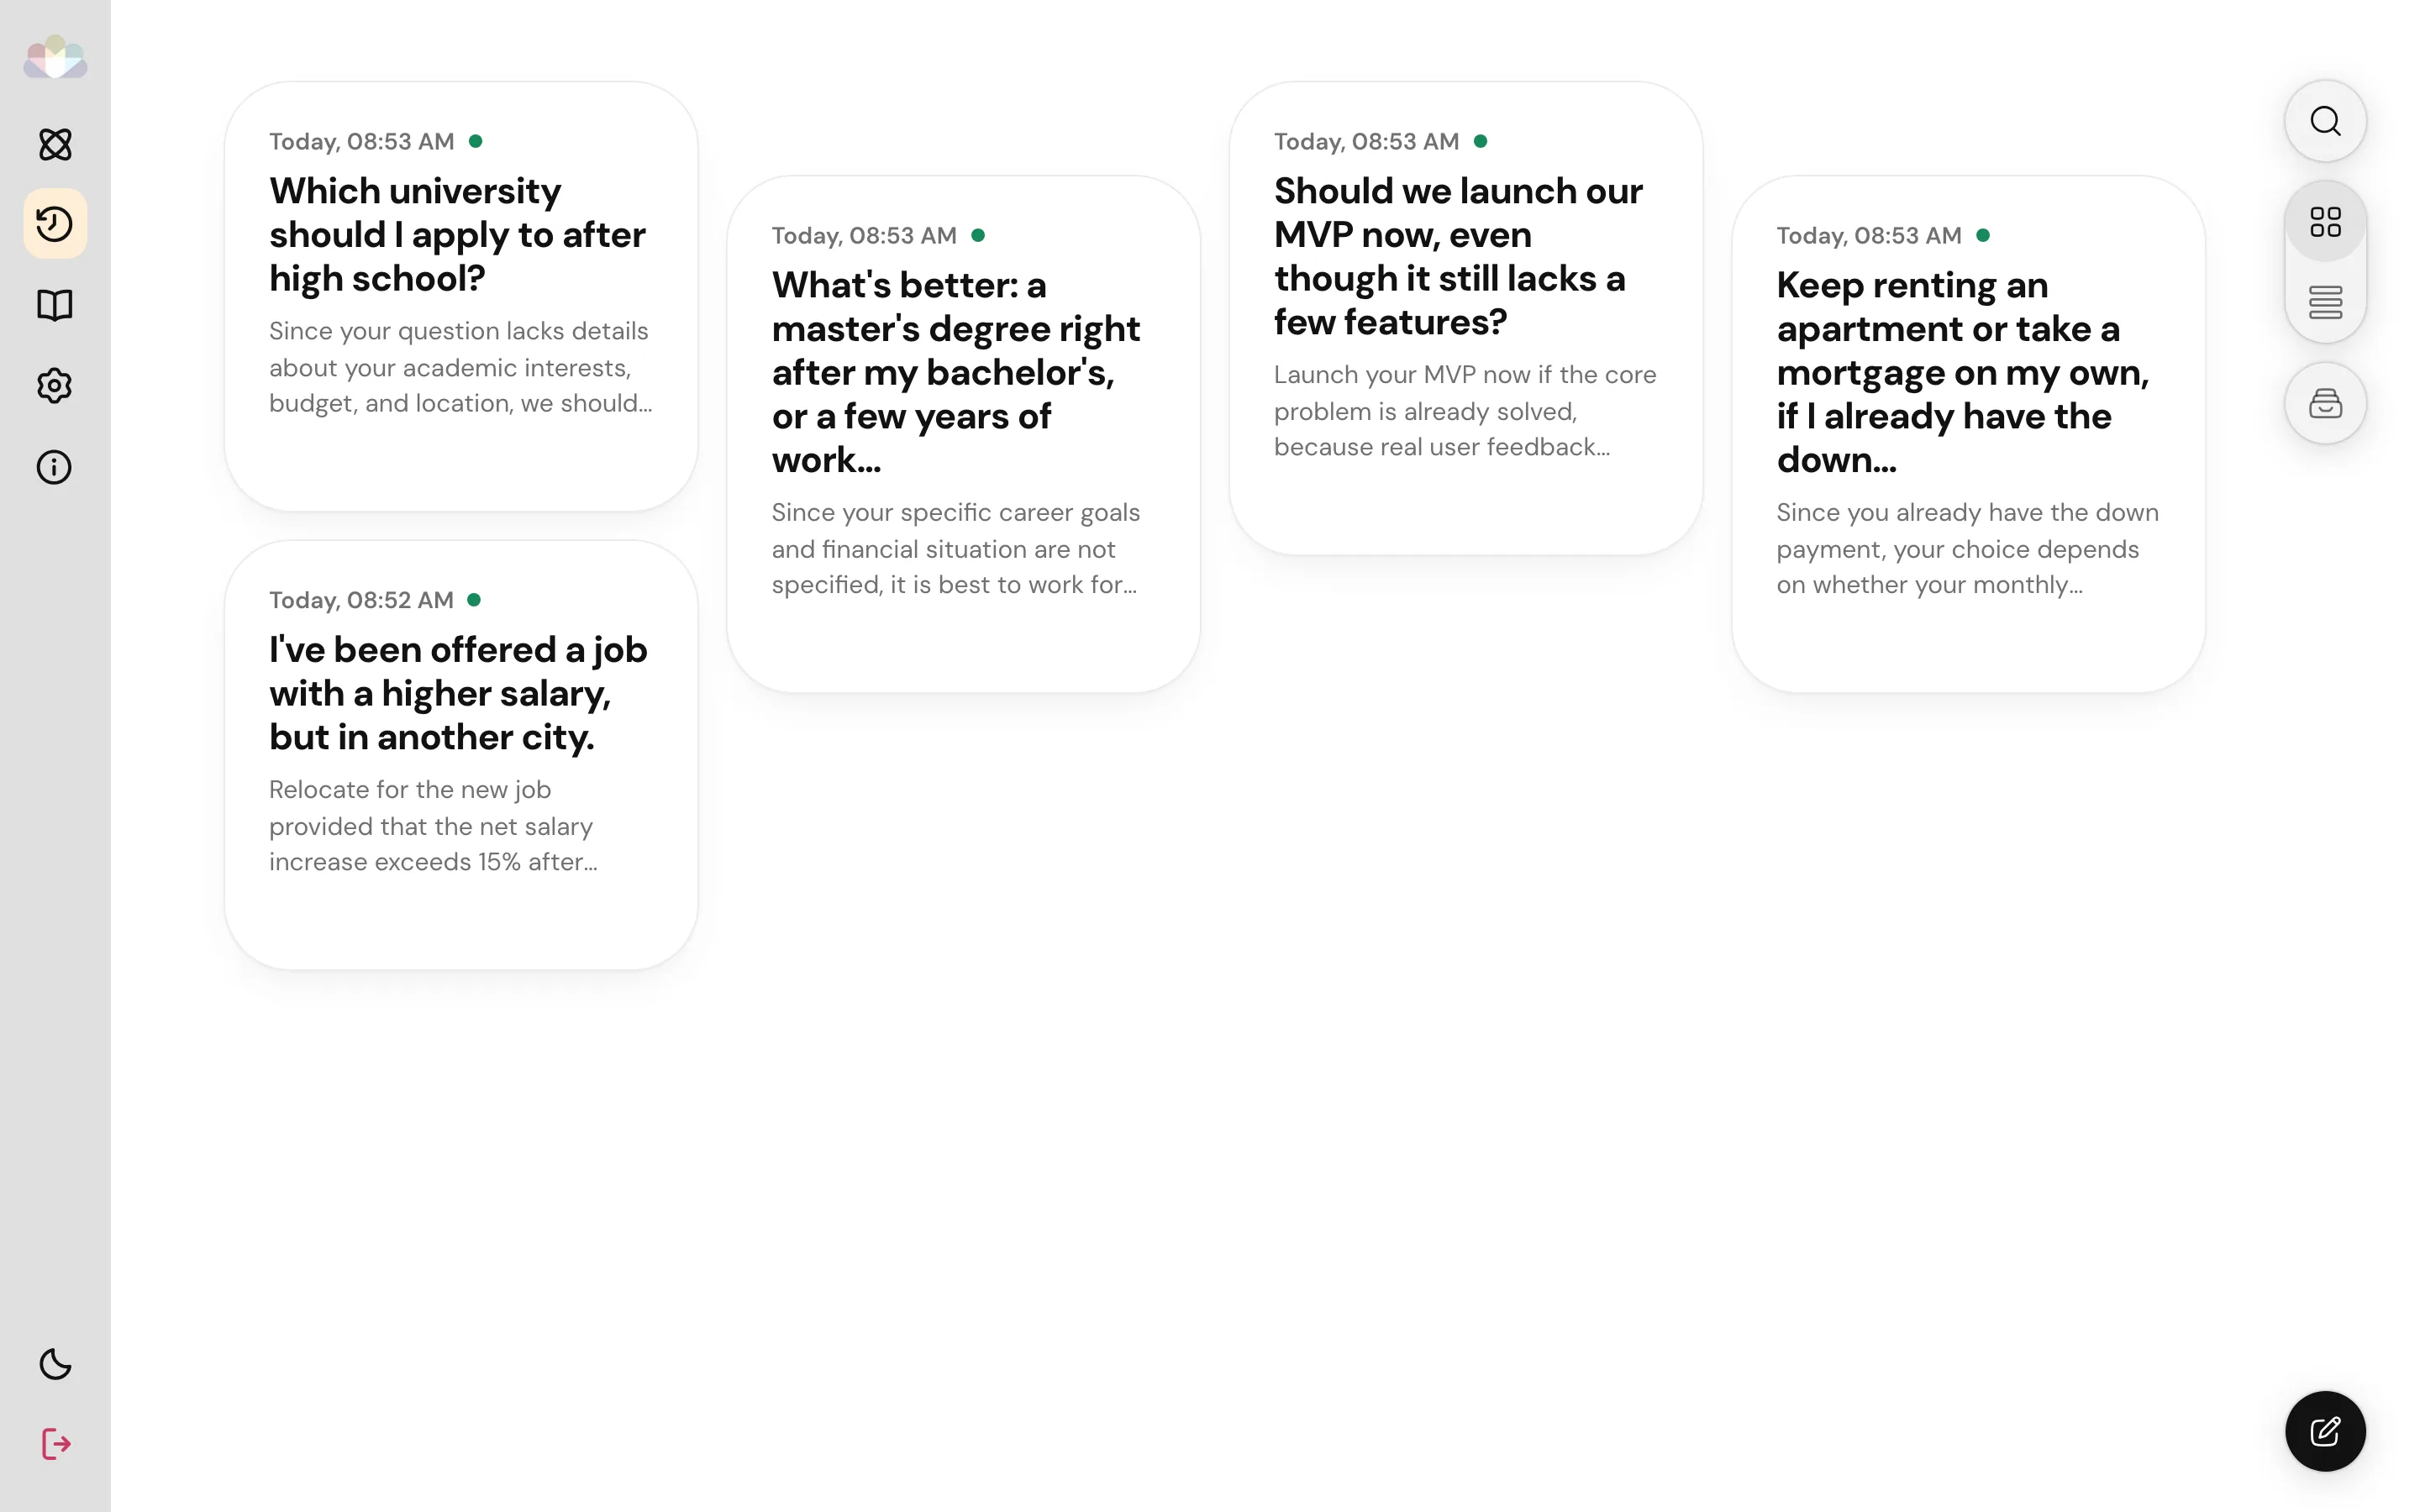 Today, 08:53 AM
Which university
should I apply to after
high school?
Since your question lacks details
about your academic interests,
budget, and location, we should...
Today, 08:53 AM
What's better: a
master's degree right
after my bachelor's,
or a few years of
work...
Since your specific career goals
and financial situation are not
specified, it is best to work for...
Today, 08:53 AM
Should we launch our
MVP now, even
though it still lacks a
few features?
Launch your MVP now if the core
problem is already solved,
because real user feedback...
Today, 08:53 AM
Keep renting an
apartment or take a
mortgage on my own,
if I already have the
down...
Since you already have the down
payment, your choice depends
on whether your monthly...
Today, 08:52 AM
I've been offered a job
with a higher salary,
but in another city.
Relocate for the new job
provided that the net salary
increase exceeds 15% after...